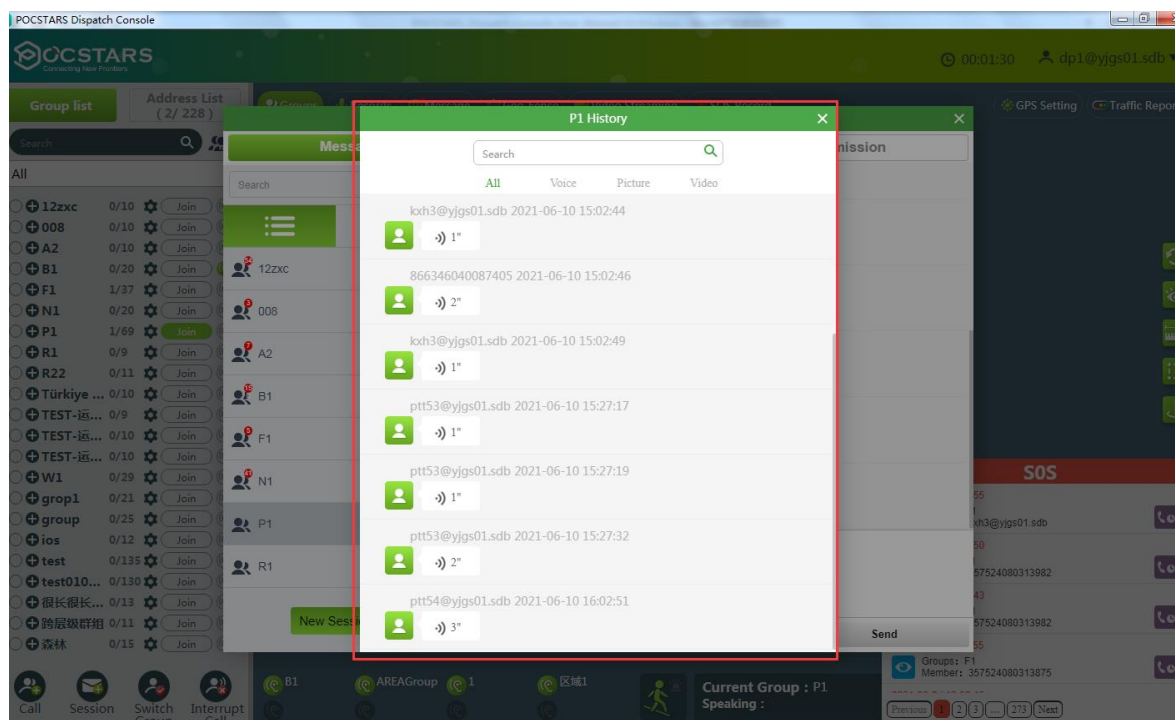 POCSTARS Dispatch Console
POCSTARS
Connecting New Frontiers
00:01:30
dp1@yjgs01.sdb
Group list
Address List
( 2/ 228 )
GPS Setting
P1 History
Search
Search
All Voice Picture Video
All
Search
12zxc 0/10 Join
008 0/10 Join
A2 0/10 Join
B1 0/20 Join
F1 1/37 Join
N1 0/20 Join
P1 1/69 Join
R1 0/9 Join
R22 0/11 Join
Türkiye ... 0/10 Join
TEST-运... 0/9 Join
TEST-运... 0/10 Join
TEST-运... 0/10 Join
W1 0/29 Join
grop1 0/21 Join
group 0/25 Join
ios 0/12 Join
test 0/135 Join
test010... 0/130 Join
很长很长... 0/13 Join
跨层级群组 0/11 Join
森林 0/15 Join
12zxc
008
A2
B1
F1
N1
P1
R1
kxh3@yjgs01.sdb 2021-06-10 15:02:44
1"
866346040087405 2021-06-10 15:02:46
2"
kxh3@yjgs01.sdb 2021-06-10 15:02:49
1"
ptt53@yjgs01.sdb 2021-06-10 15:27:17
1"
ptt53@yjgs01.sdb 2021-06-10 15:27:19
1"
ptt53@yjgs01.sdb 2021-06-10 15:27:32
2"
ptt54@yjgs01.sdb 2021-06-10 16:02:51
3"
Send
SOS
57524080313982
57524080313982
Groups: F1
Member: 357524080313875
Previous 1 2 3 ... 273 Next
Call Session Switch Interrupt
B1 AREAGroup 1 区域1
Current Group : P1
Speaking :